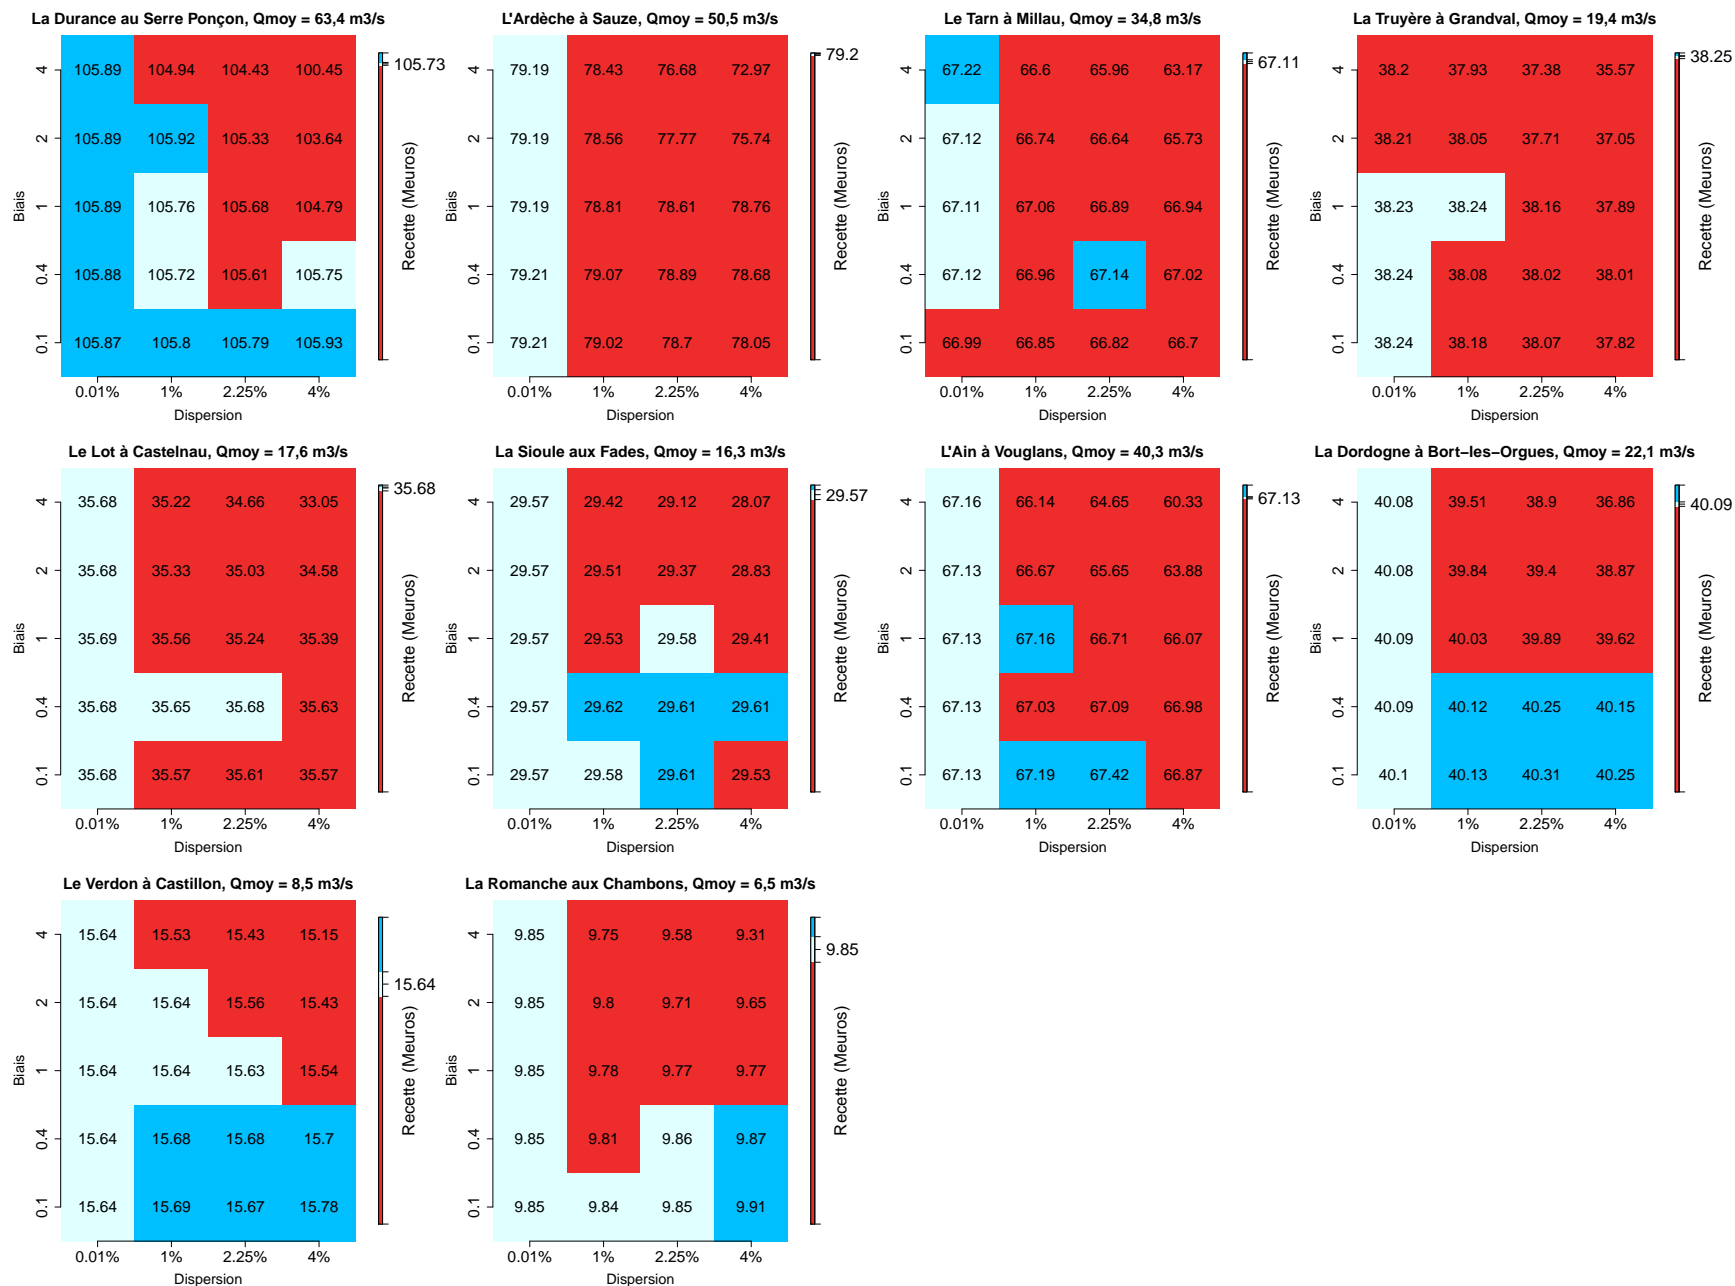 La Durance au Serre Ponçon, Qmoy = 63,4 m3/s
105.89 104.94 104.43 100.45
105.89 105.92 105.33 103.64
105.89 105.76 105.68 104.79
105.88 105.72 105.61 105.75
105.87 105.8 105.79 105.93
4
2
1
0.4
0.1
Biais
0.01% 1% 2.25% 4%
Dispersion
105.73
Recette (Meuros)
L'Ardèche à Sauze, Qmoy = 50,5 m3/s
79.19 78.43 76.68 72.97
79.19 78.56 77.77 75.74
79.19 78.81 78.61 78.76
79.21 79.07 78.89 78.68
79.21 79.02 78.7 78.05
4
2
1
0.4
0.1
Biais
0.01% 1% 2.25% 4%
Dispersion
79.2
Recette (Meuros)
Le Tarn à Millau, Qmoy = 34,8 m3/s
67.22 66.6 65.96 63.17
67.12 66.74 66.64 65.73
67.11 67.06 66.89 66.94
67.12 66.96 67.14 67.02
66.99 66.85 66.82 66.7
4
2
1
0.4
0.1
Biais
0.01% 1% 2.25% 4%
Dispersion
67.11
Recette (Meuros)
La Truyère à Grandval, Qmoy = 19,4 m3/s
38.2 37.93 37.38 35.57
38.21 38.05 37.71 37.05
38.23 38.24 38.16 37.89
38.24 38.08 38.02 38.01
38.24 38.18 38.07 37.82
4
2
1
0.4
0.1
Biais
0.01% 1% 2.25% 4%
Dispersion
38.25
Recette (Meuros)
Le Lot à Castelnau, Qmoy = 17,6 m3/s
35.68 35.22 34.66 33.05
35.68 35.33 35.03 34.58
35.69 35.56 35.24 35.39
35.68 35.65 35.68 35.63
35.68 35.57 35.61 35.57
4
2
1
0.4
0.1
Biais
0.01% 1% 2.25% 4%
Dispersion
35.68
Recette (Meuros)
La Sioule aux Fades, Qmoy = 16,3 m3/s
29.57 29.42 29.12 28.07
29.57 29.51 29.37 28.83
29.57 29.53 29.58 29.41
29.57 29.62 29.61 29.61
29.57 29.58 29.61 29.53
4
2
1
0.4
0.1
Biais
0.01% 1% 2.25% 4%
Dispersion
29.57
Recette (Meuros)
L'Ain à Vouglans, Qmoy = 40,3 m3/s
67.16 66.14 64.65 60.33
67.13 66.67 65.65 63.88
67.13 67.16 66.71 66.07
67.13 67.03 67.09 66.98
67.13 67.19 67.42 66.87
4
2
1
0.4
0.1
Biais
0.01% 1% 2.25% 4%
Dispersion
67.13
Recette (Meuros)
La Dordogne à Bort−les−Orgues, Qmoy = 22,1 m3/s
40.08 39.51 38.9 36.86
40.08 39.84 39.4 38.87
40.09 40.03 39.89 39.62
40.09 40.12 40.25 40.15
40.1 40.13 40.31 40.25
4
2
1
0.4
0.1
Biais
0.01% 1% 2.25% 4%
Dispersion
40.09
Recette (Meuros)
Le Verdon à Castillon, Qmoy = 8,5 m3/s
15.64 15.53 15.43 15.15
15.64 15.64 15.56 15.43
15.64 15.64 15.63 15.54
15.64 15.68 15.68 15.7
15.64 15.69 15.67 15.78
4
2
1
0.4
0.1
Biais
0.01% 1% 2.25% 4%
Dispersion
15.64
Recette (Meuros)
La Romanche aux Chambons, Qmoy = 6,5 m3/s
9.85 9.75 9.58 9.31
9.85 9.8 9.71 9.65
9.85 9.78 9.77 9.77
9.85 9.81 9.86 9.87
9.85 9.84 9.85 9.91
4
2
1
0.4
0.1
Biais
0.01% 1% 2.25% 4%
Dispersion
9.85
Recette (Meuros)